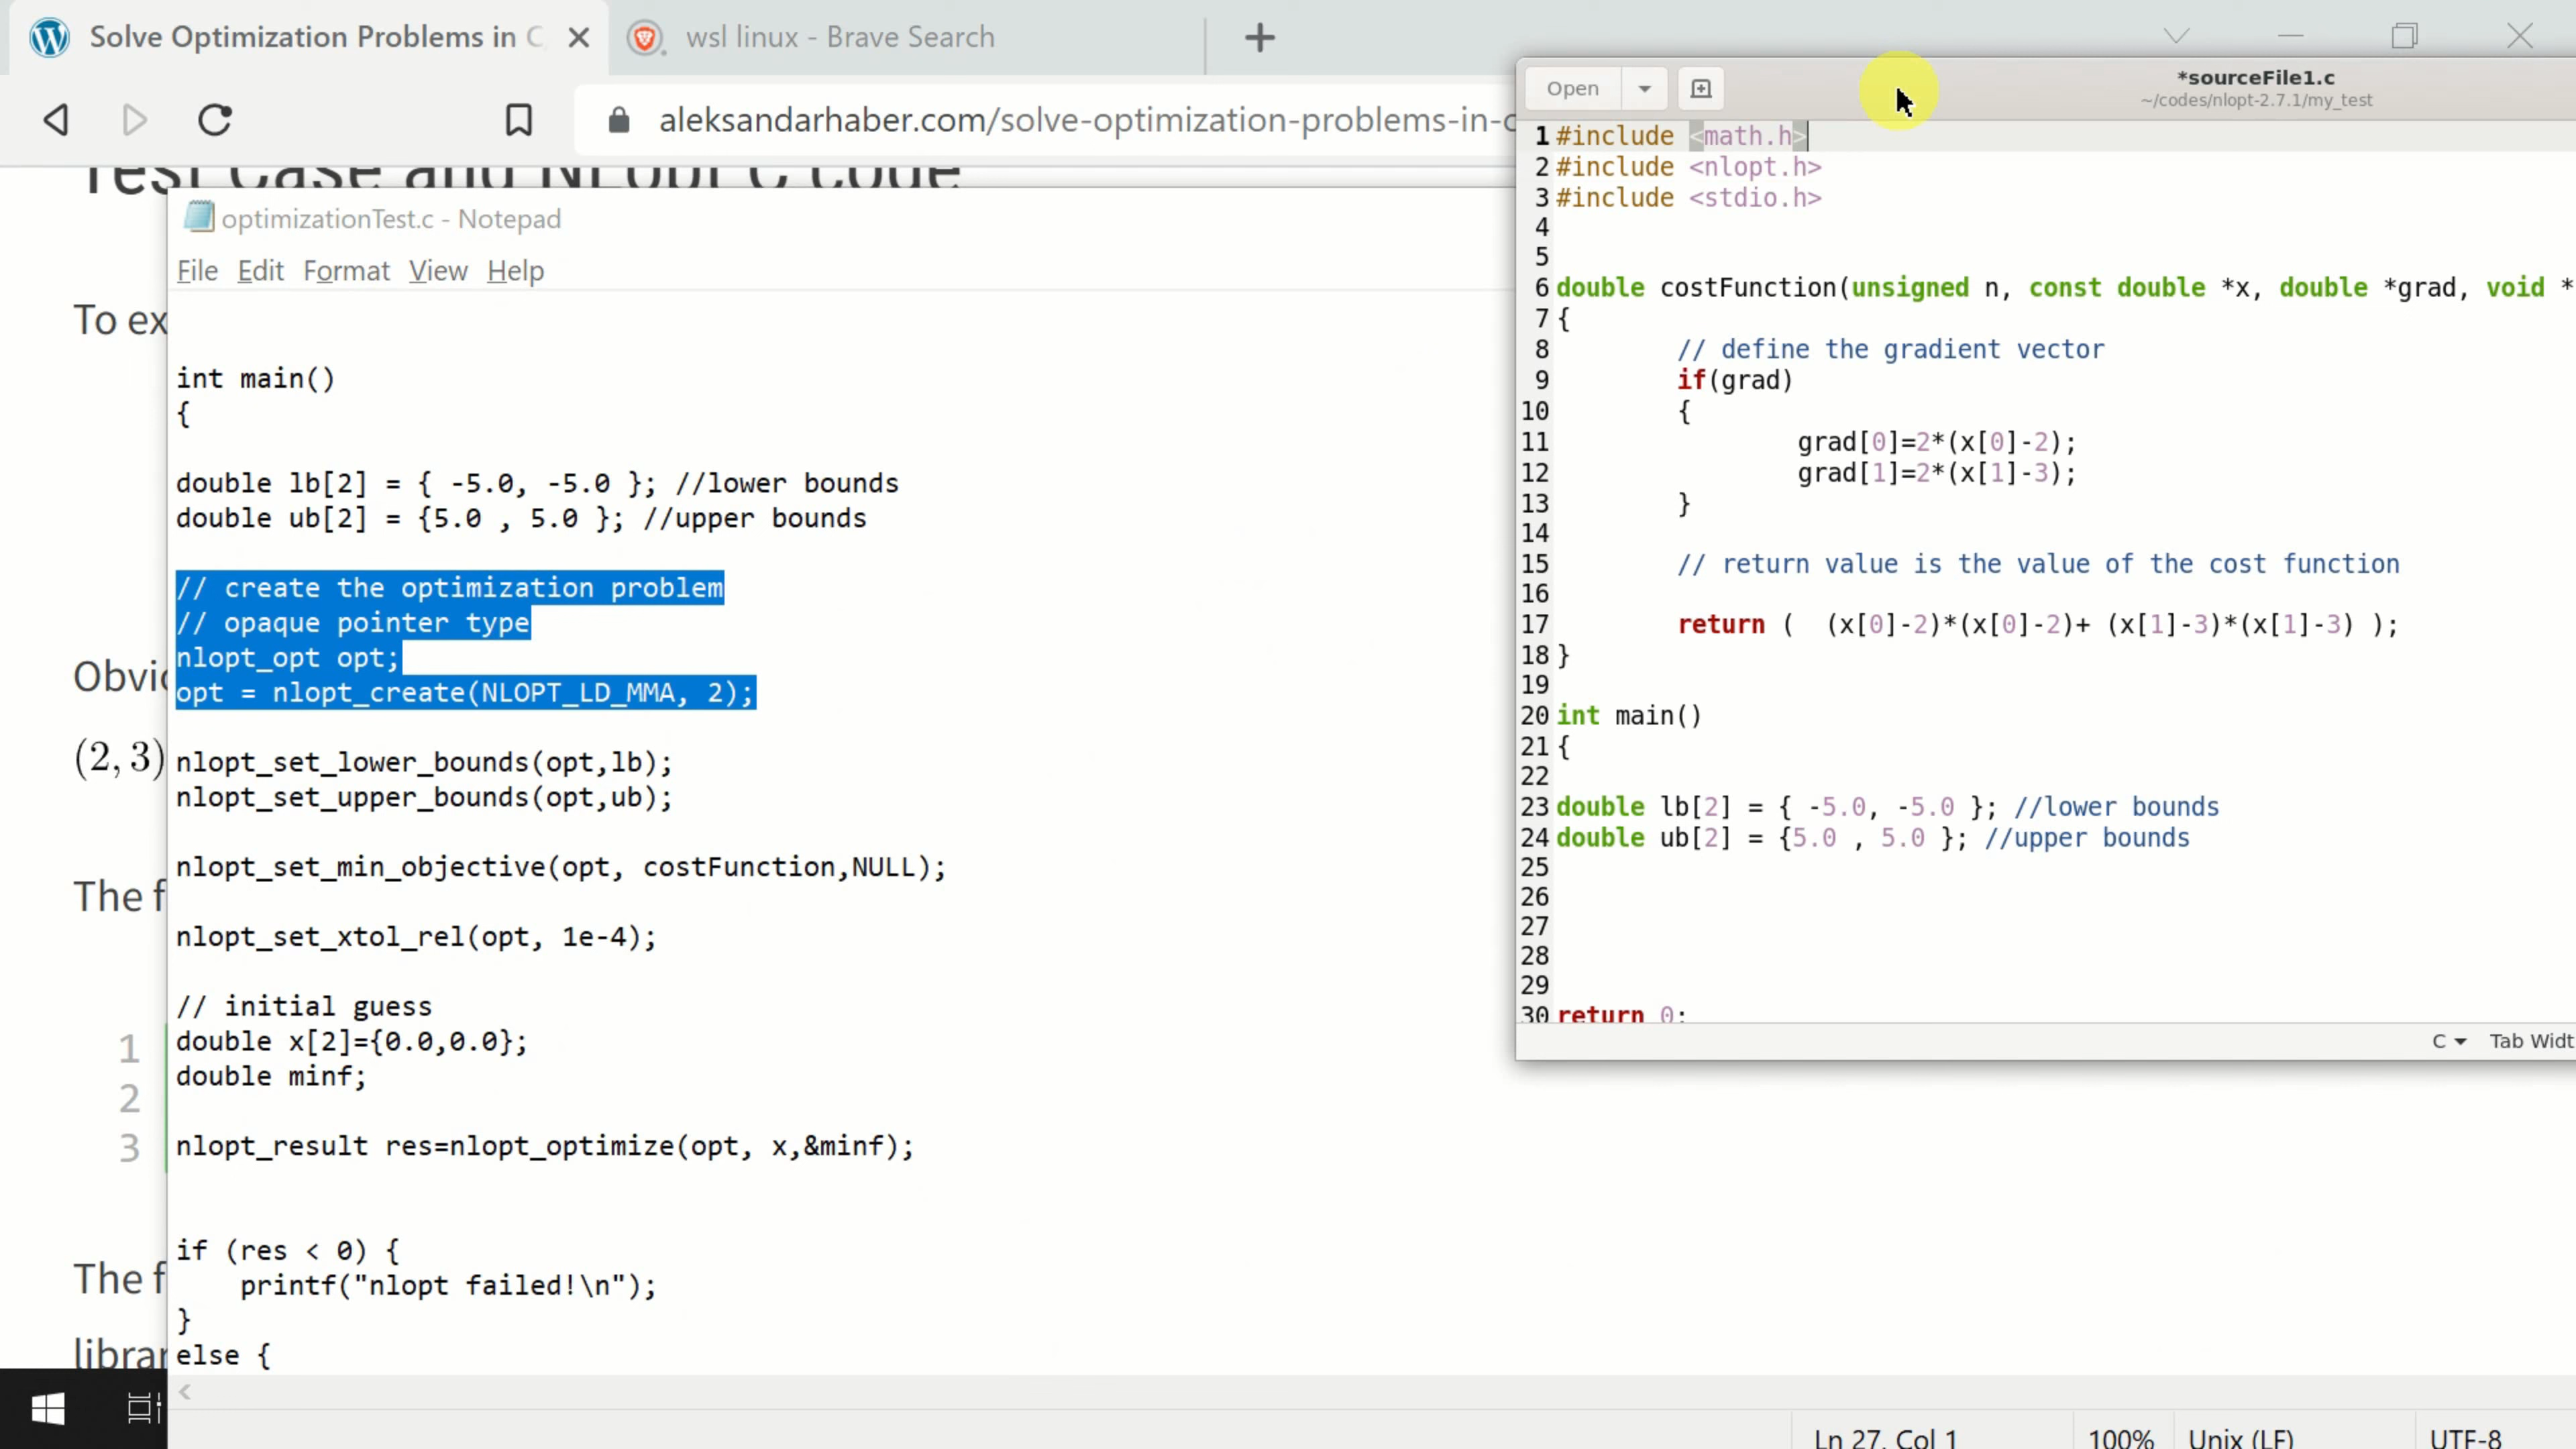 Solve Optimization Problems in C
wsl linux - Brave Search
aleksandarhaber.com/solve-optimization-problems-in-c
Test Case and NLopt C code
To ex
Obvio
(2, 3)
The f
1
2
3
The f
librar
optimizationTest.c - Notepad
File Edit Format View Help
int main()
{
double lb[2] = { -5.0, -5.0 }; //lower bounds
double ub[2] = {5.0 , 5.0 }; //upper bounds
// create the optimization problem
// opaque pointer type
nlopt_opt opt;
opt = nlopt_create(NLOPT_LD_MMA, 2);
nlopt_set_lower_bounds(opt,lb);
nlopt_set_upper_bounds(opt,ub);
nlopt_set_min_objective(opt, costFunction,NULL);
nlopt_set_xtol_rel(opt, 1e-4);
// initial guess
double x[2]={0.0,0.0};
double minf;
nlopt_result res=nlopt_optimize(opt, x,&minf);
if (res < 0) {
printf("nlopt failed!\n");
}
else {
Ln 27, Col 1 100% Unix (LF) UTF-8
Open
*sourceFile1.c
~/codes/nlopt-2.7.1/my_test
1 #include <math.h>
2 #include <nlopt.h>
3 #include <stdio.h>
4
5
6 double costFunction(unsigned n, const double *x, double *grad, void *
7 {
8 // define the gradient vector
9 if(grad)
10 {
11 grad[0]=2*(x[0]-2);
12 grad[1]=2*(x[1]-3);
13 }
14
15 // return value is the value of the cost function
16
17 return ( (x[0]-2)*(x[0]-2)+ (x[1]-3)*(x[1]-3) );
18 }
19
20 int main()
21 {
22
23 double lb[2] = { -5.0, -5.0 }; //lower bounds
24 double ub[2] = {5.0 , 5.0 }; //upper bounds
25
26
27
28
29
30 return 0;
C Tab Widt